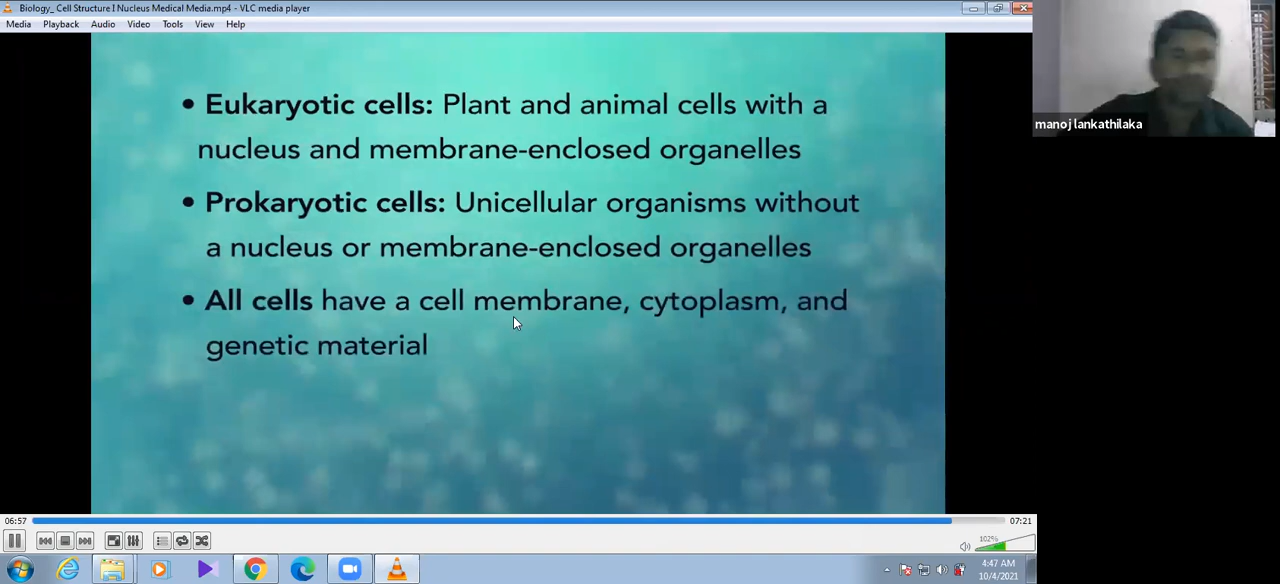 Biology_ Cell Structure I Nucleus Medical Media.mp4 - VLC media player
Media Playback Audio Video Tools View Help
• Eukaryotic cells: Plant and animal cells with a
nucleus and membrane-enclosed organelles
• Prokaryotic cells: Unicellular organisms without
a nucleus or membrane-enclosed organelles
• All cells have a cell membrane, cytoplasm, and
genetic material
manoj lankathilaka
06:57
07:21
102%
4:47 AM
10/4/2021